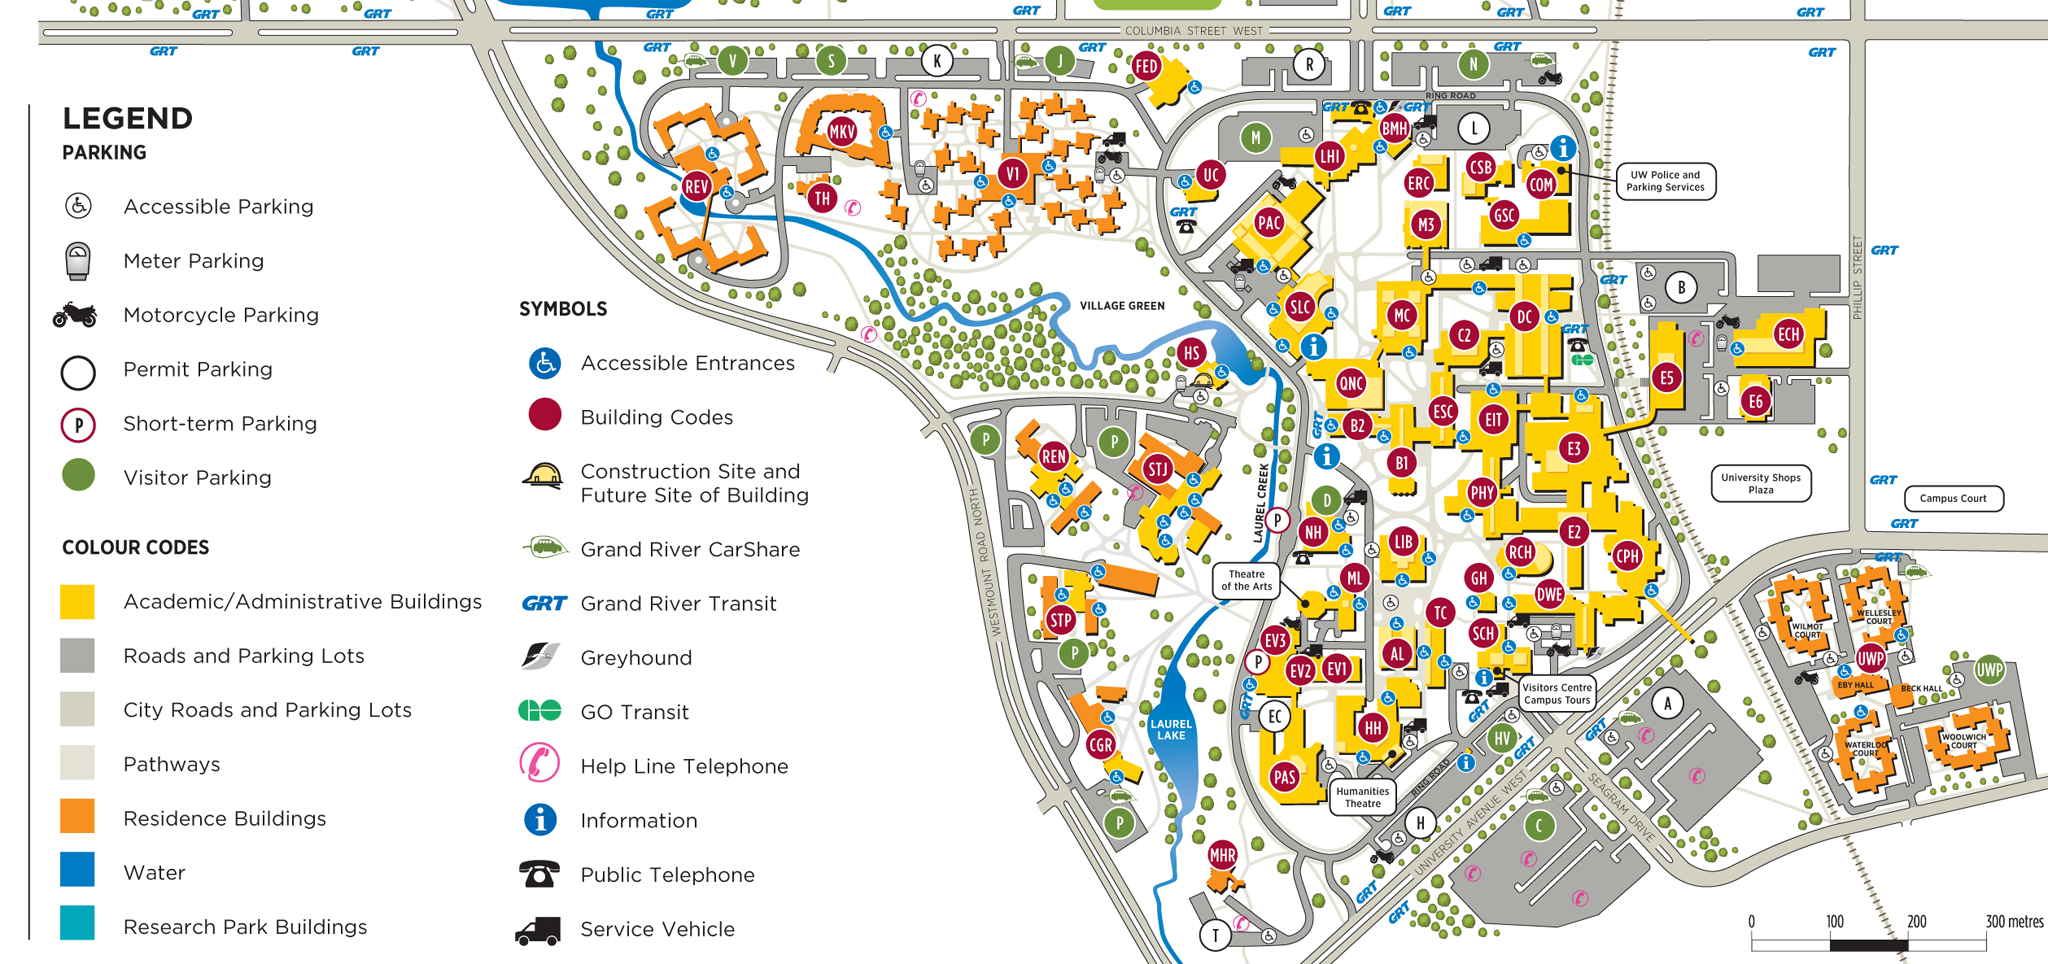 GRT
GRT
GRT
GRT
GRT
COLUMBIA STREET WEST
GRT
GRT
GRT
GRT
GRT
GRT
V
S
K
J
FED
R
N
RING ROAD
LEGEND
PARKING
Accessible Parking
Meter Parking
Motorcycle Parking
Permit Parking
P
Short-term Parking
Visitor Parking
COLOUR CODES
Academic/Administrative Buildings
Roads and Parking Lots
City Roads and Parking Lots
Pathways
Residence Buildings
Water
Research Park Buildings
SYMBOLS
Accessible Entrances
Building Codes
Construction Site and
Future Site of Building
Grand River CarShare
GRT
Grand River Transit
Greyhound
GO Transit
Help Line Telephone
i
Information
Public Telephone
Service Vehicle
MKV
M
GRT
GRT
BMH
L
LHI
REV
TH
V1
UC
ERC
CSB
COM
i
UW Police and
Parking Services
GRT
PAC
M3
GSC
PHILLIP STREET
GRT
VILLAGE GREEN
SLC
MC
C2
DC
GRT
GRT
B
ECH
HS
i
QNC
ESC
EIT
E5
E6
P
P
REN
STJ
GRT
B2
B1
E3
i
LAUREL CREEK
University Shops
Plaza
GRT
Campus Court
GRT
WESTMOUNT ROAD NORTH
P
D
NH
PHY
E2
LIB
RCH
CPH
Theatre
of the Arts
ML
GH
DWE
STP
P
TC
SCH
EV3
P
EV2
EV1
AL
GRT
WILMOT
COURT
WELLESLEY
COURT
UWP
EBY HALL
BECK HALL
UWP
WATERLOO
COURT
WOOLWICH
COURT
i
Visitors Centre
Campus Tours
GRT
GRT
EC
HH
HV
GRT
GRT
A
LAUREL
LAKE
CGR
PAS
i
Humanities
Theatre
RING ROAD
P
H
UNIVERSITY AVENUE WEST
SEAGRAM DRIVE
C
MHR
GRT
GRT
T
0
100
200
300 metres